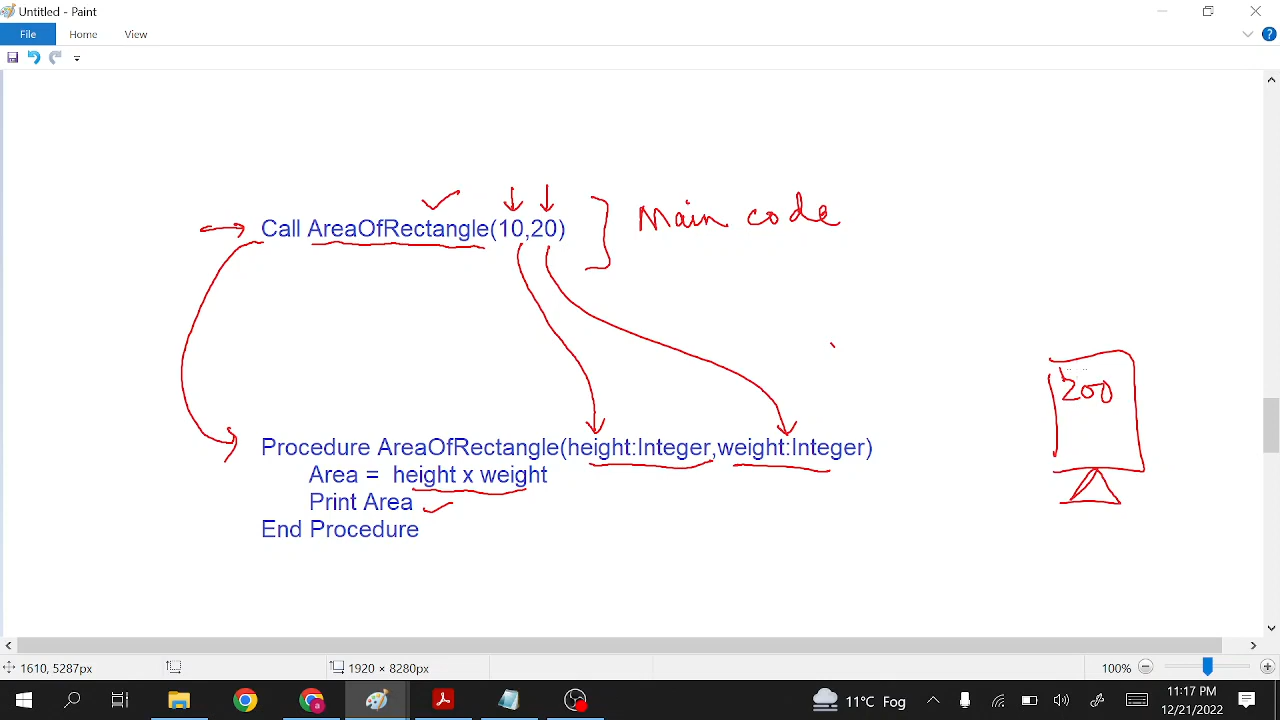 Untitled - Paint
File Home View
Call AreaOfRectangle(10,20)
Main code
200
Procedure AreaOfRectangle(height:Integer,weight:Integer)
Area = height x weight
Print Area
End Procedure
1610, 5287px
1920 × 8280px
100%
11°C Fog
11:17 PM
12/21/2022